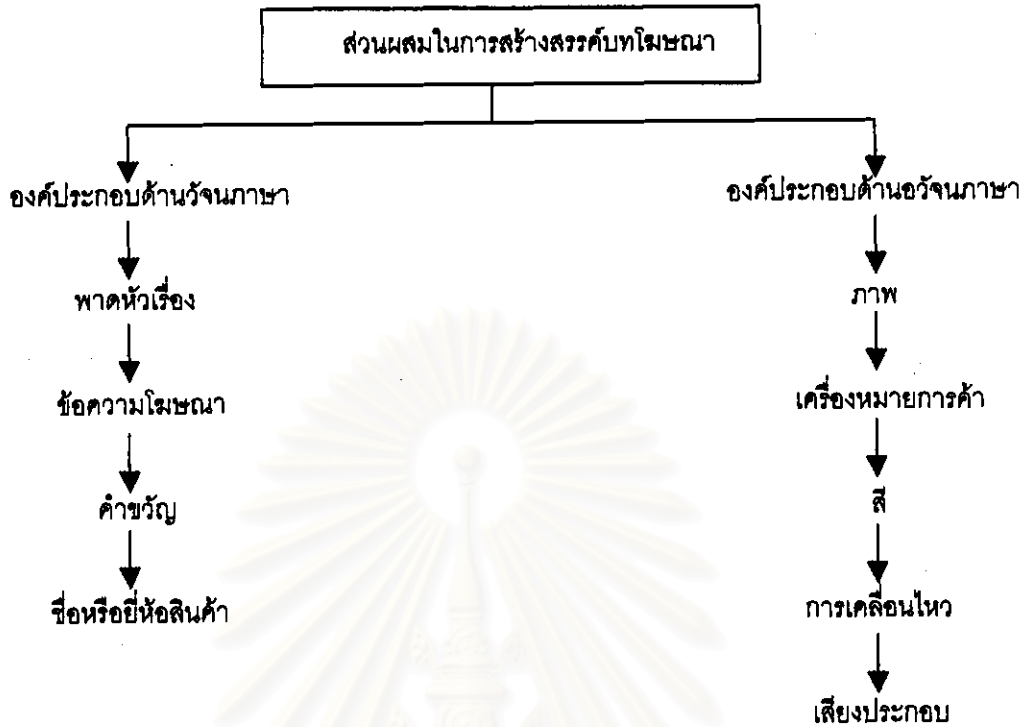 ส่วนผสมในการสร้างสรรค์บทโฆษณา
องค์ประกอบด้านวัจนภาษา
พาดหัวเรื่อง
ข้อความโฆษณา
คำขวัญ
ชื่อหรือยี่ห้อสินค้า
องค์ประกอบด้านอวัจนภาษา
ภาพ
เครื่องหมายการค้า
สี
การเคลื่อนไหว
เสียงประกอบ